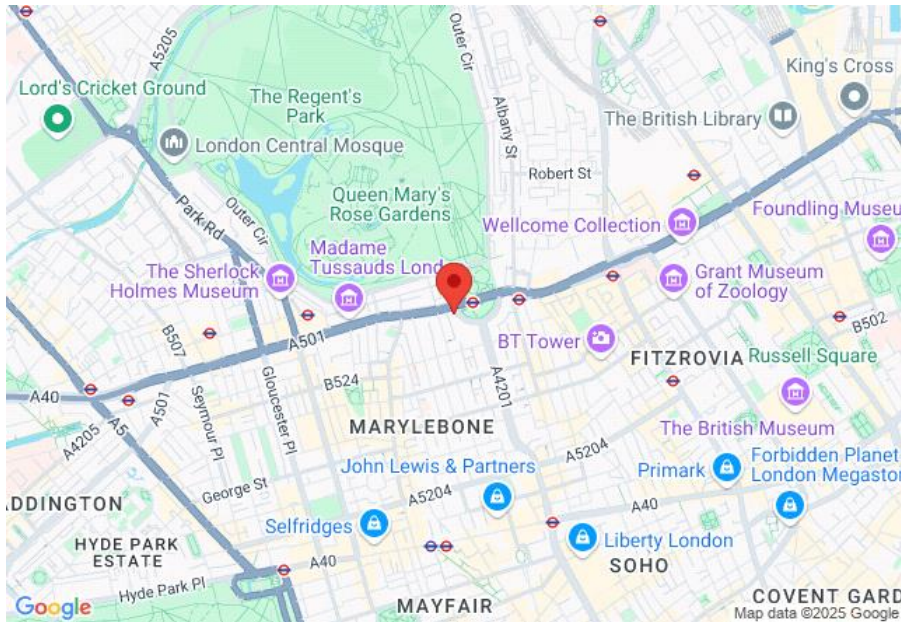 A5205
Outer Cir
King's Cross
Lord's Cricket Ground
The Regent's
Park
Albany St
The British Library
London Central Mosque
Robert St
Queen Mary's
Rose Gardens
Park Rd
Outer Cir
Wellcome Collection
Foundling Museu
Madame
Tussauds Lond
The Sherlock
Holmes Museum
Grant Museum
of Zoology
B507
A501
BT Tower
B502
FITZROVIA
Russell Square
A40
A501
Seymour Pl
Gloucester Pl
B524
A4201
The British Museum
A5
A4205
MARYLEBONE
A5204
John Lewis & Partners
Primark
Forbidden Planet
London Megastor
George St
A5204
A40
ADDINGTON
Selfridges
Liberty London
HYDE PARK
ESTATE
A40
SOHO
Hyde Park Pl
MAYFAIR
COVENT GARD
Google
Map data ©2025 Google